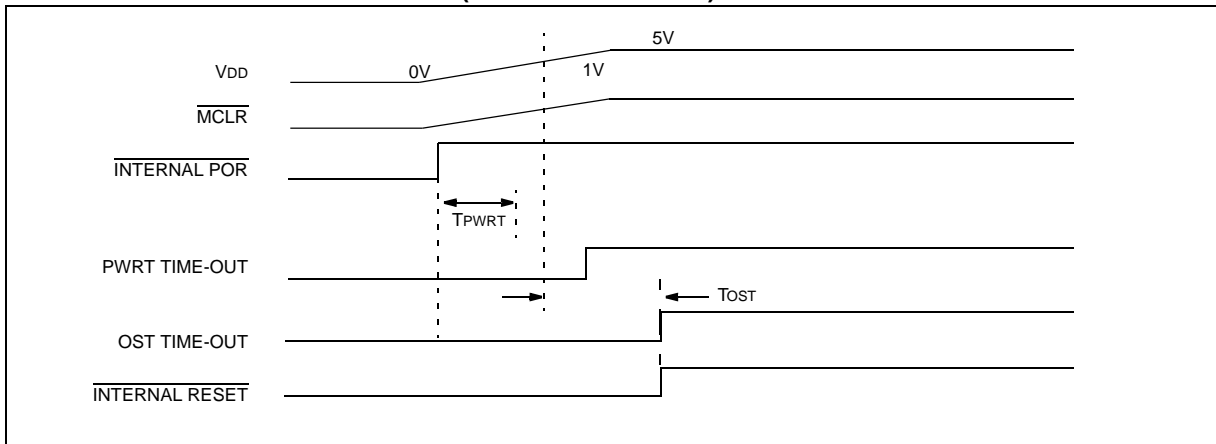 5V
VDD 0V 1V
MCLR
INTERNAL POR
TPWRT
PWRT TIME-OUT
TOST
OST TIME-OUT
INTERNAL RESET